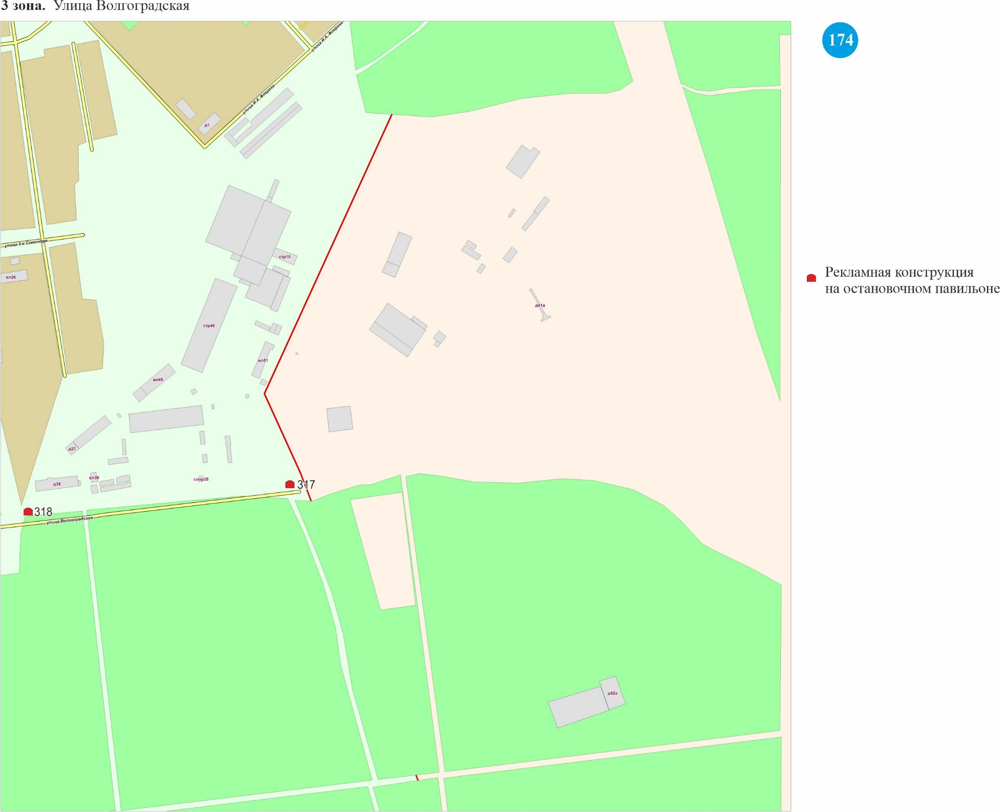 3 зона. Улица Волгоградская
174
улица И.А. Флерова
улица И.А. Флерова
д1
улица 3-е Сентября
стр10
вл26
Рекламная конструкция
на остановочном павильоне
д41а
стр49
вл51
вл45
д37
вл39
соор35
д35
317
318
улица Волгоградская
д42а